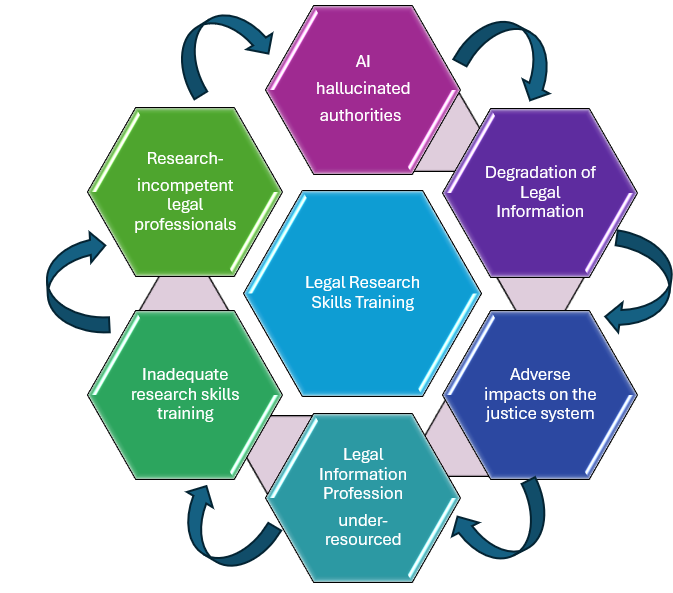 AI
hallucinated
authorities
Research-
incompetent
legal
professionals
Degradation of
Legal
Information
Legal Research
Skills Training
Inadequate
research skills
training
Adverse
impacts on the
justice system
Legal
Information
Profession
under-
resourced